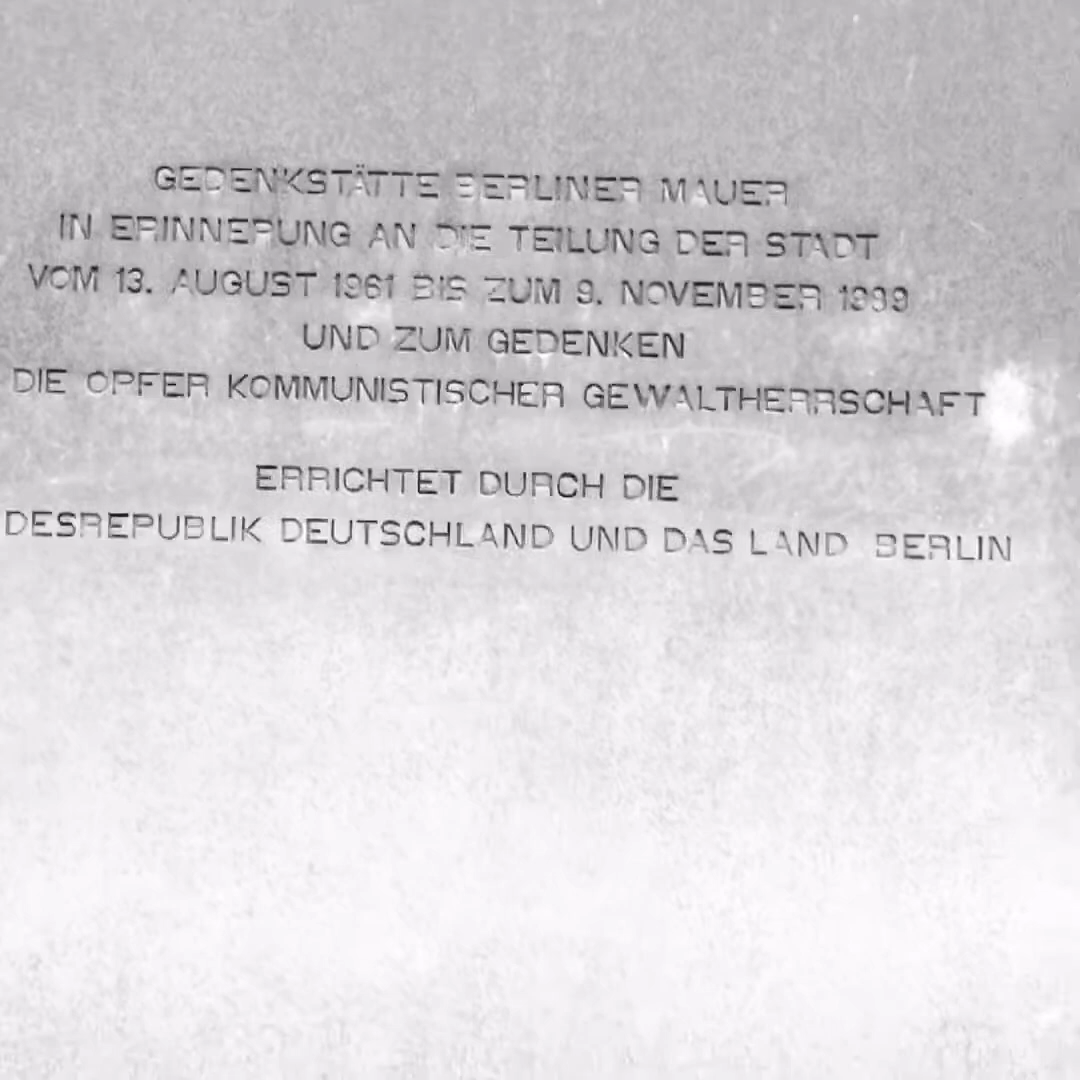 GEDENKSTÄTTE BERLINER MAUER
IN ERINNERUNG AN DIE TEILUNG DER STADT
VOM 13. AUGUST 1961 BIS ZUM 9. NOVEMBER 1989
UND ZUM GEDENKEN
DIE OPFER KOMMUNISTISCHER GEWALTHERRSCHAFT
ERRICHTET DURCH DIE
DESREPUBLIK DEUTSCHLAND UND DAS LAND BERLIN